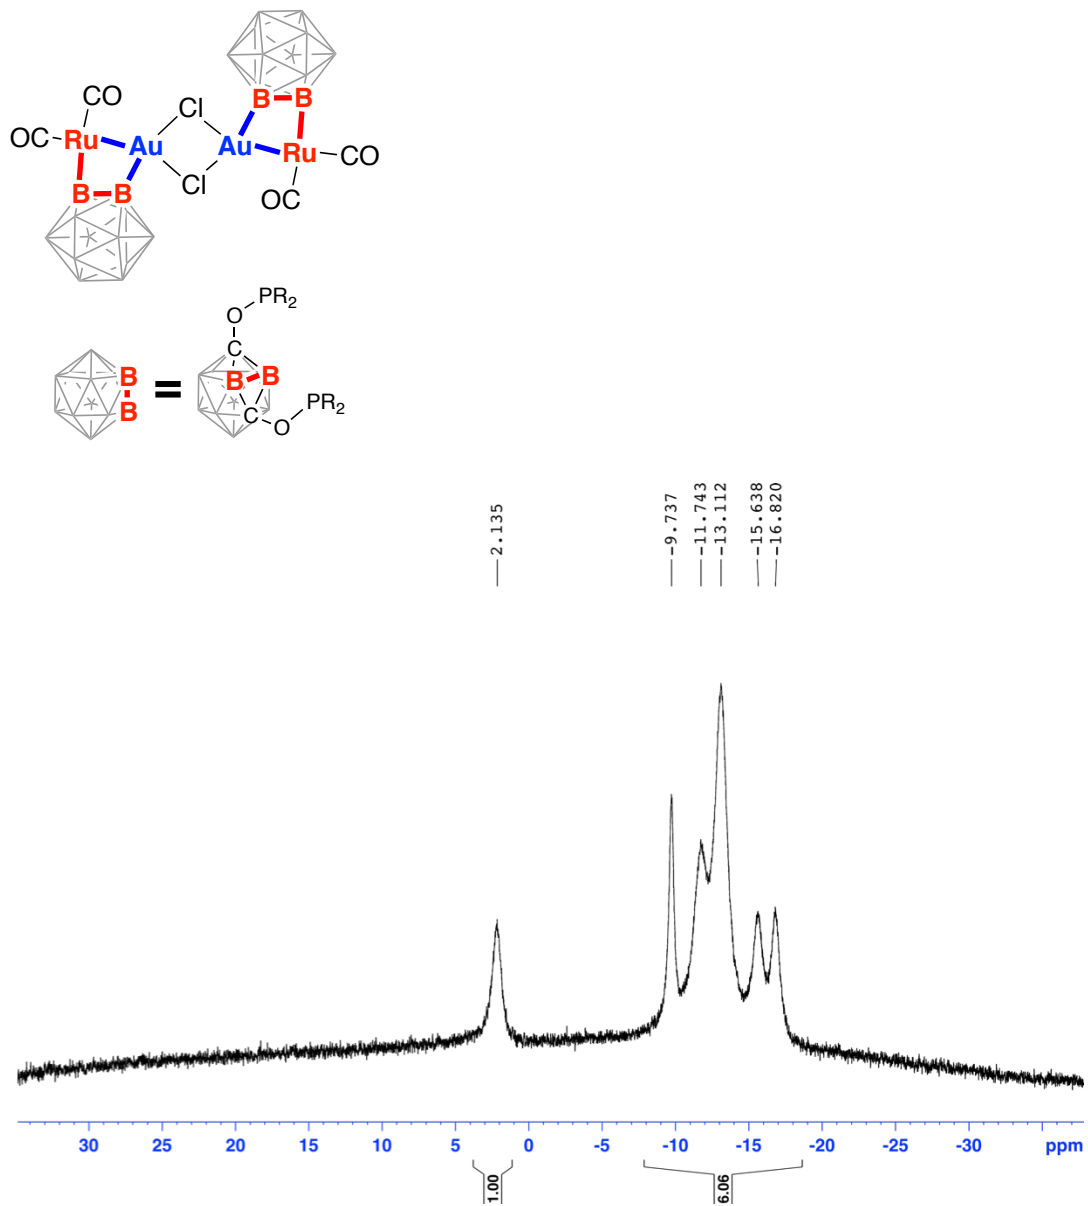 CO
Cl
B B
OC Ru Au Au Ru CO
Cl
OC
B B
PR2
O
C
B B B
B = C O PR2
2.135
-9.737
-11.743
-13.112
-15.638
-16.820
30 25 20 15 10 5 0 -5 -10 -15 -20 -25 -30 ppm
1.00 6.06